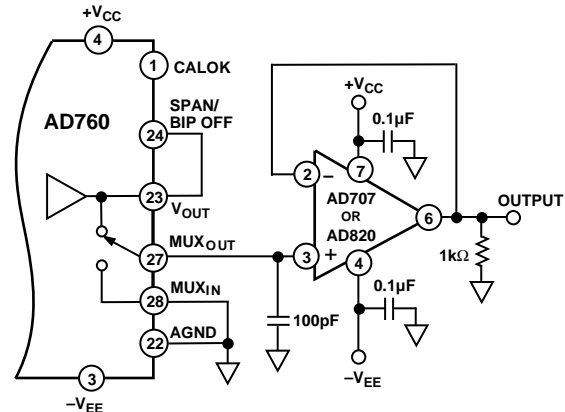 +VCC
4
1 CALOK
SPAN/
BIP OFF
AD760
24
23 VOUT
MUXOUT
27
MUXIN
28
AGND
22
3
–VEE
100pF
+VCC
0.1µF
7
2 –
AD707
OR
AD820
6
3 +
4
0.1µF
–VEE
OUTPUT
1kΩ